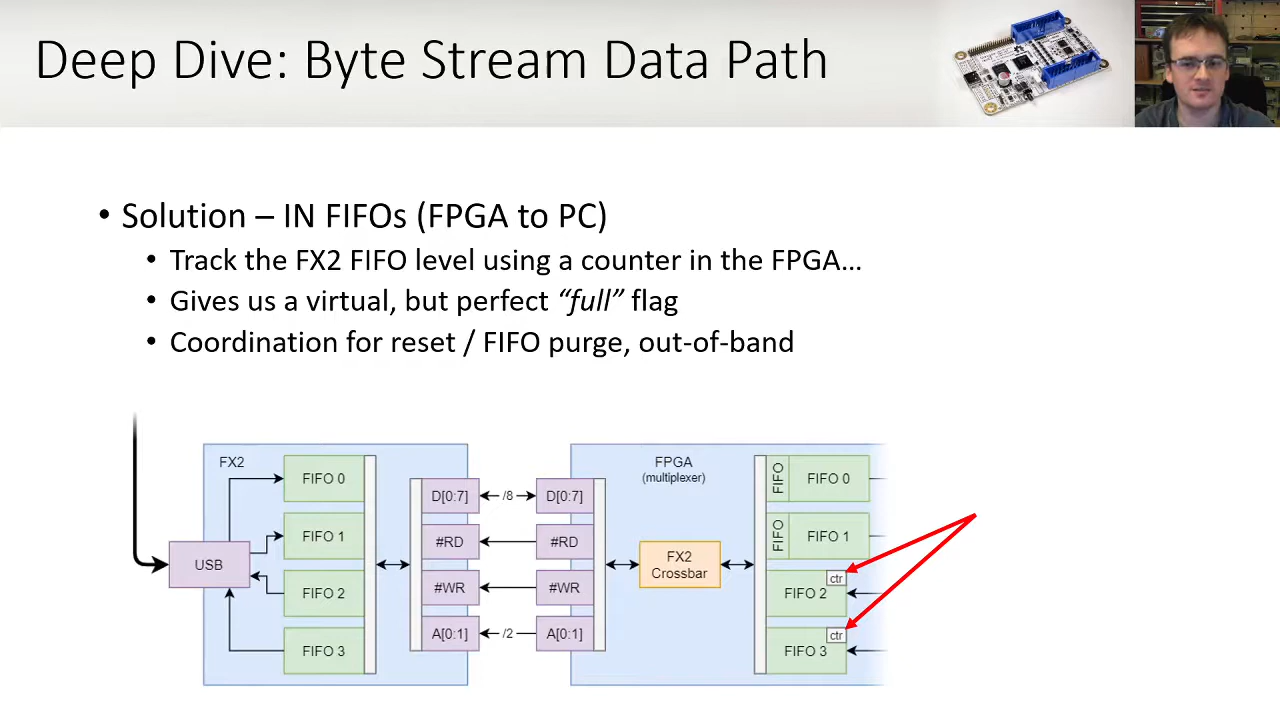 Deep Dive: Byte Stream Data Path
• Solution – IN FIFOs (FPGA to PC)
• Track the FX2 FIFO level using a counter in the FPGA…
• Gives us a virtual, but perfect “full” flag
• Coordination for reset / FIFO purge, out-of-band
FX2
USB
FIFO 0
FIFO 1
FIFO 2
FIFO 3
D[0:7]
#RD
#WR
A[0:1]
/8
/2
D[0:7]
#RD
#WR
A[0:1]
FPGA
(multiplexer)
FX2
Crossbar
FIFO
FIFO 0
FIFO
FIFO 1
ctr
FIFO 2
ctr
FIFO 3